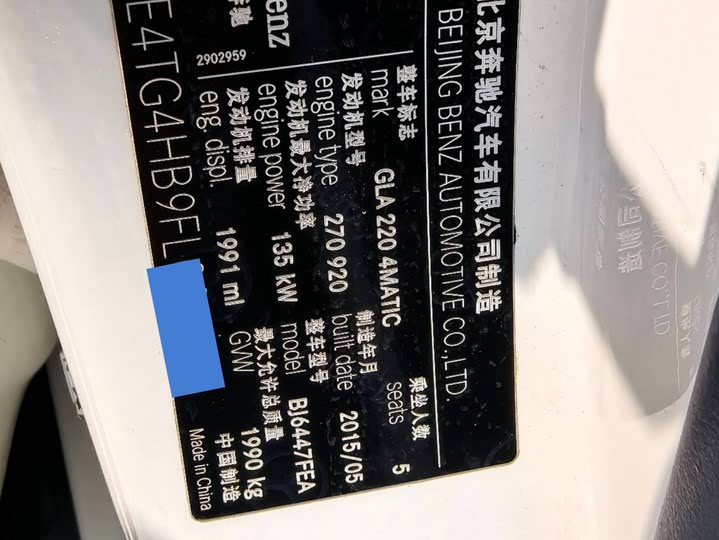 北京奔驰汽车有限公司制造
BEIJING BENZ AUTOMOTIVE CO.,LTD
整车标志 GLA 220 4MATIC 乘坐人数 5
mark seats
发动机型号 270 920 制造年月 2015/05
engine type built date
发动机最大净功率 135 kW 整车型号 BJ6447FEA
engine power model
发动机排量 1991 ml 最大允许总质量 1990 kg
eng. displ. GVW
E4TG4HB9FL
中国制造
Made in China
2902959
enz